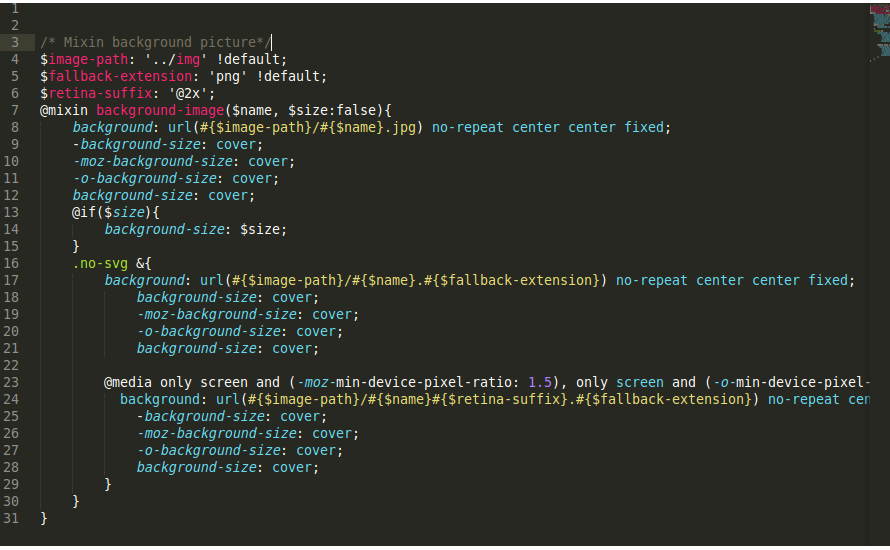 1
2
3 /* Mixin background picture*/
4 $image-path: '../img' !default;
5 $fallback-extension: 'png' !default;
6 $retina-suffix: '@2x';
7 @mixin background-image($name, $size:false){
8 background: url(#{$image-path}/#{$name}.jpg) no-repeat center center fixed;
9 -background-size: cover;
10 -moz-background-size: cover;
11 -o-background-size: cover;
12 background-size: cover;
13 @if($size){
14 background-size: $size;
15 }
16 .no-svg &{
17 background: url(#{$image-path}/#{$name}.#{$fallback-extension}) no-repeat center center fixed;
18 background-size: cover;
19 -moz-background-size: cover;
20 -o-background-size: cover;
21 background-size: cover;
22
23 @media only screen and (-moz-min-device-pixel-ratio: 1.5), only screen and (-o-min-device-pixel-
24 background: url(#{$image-path}/#{$name}#{$retina-suffix}.#{$fallback-extension}) no-repeat cen
25 -background-size: cover;
26 -moz-background-size: cover;
27 -o-background-size: cover;
28 background-size: cover;
29 }
30 }
31 }